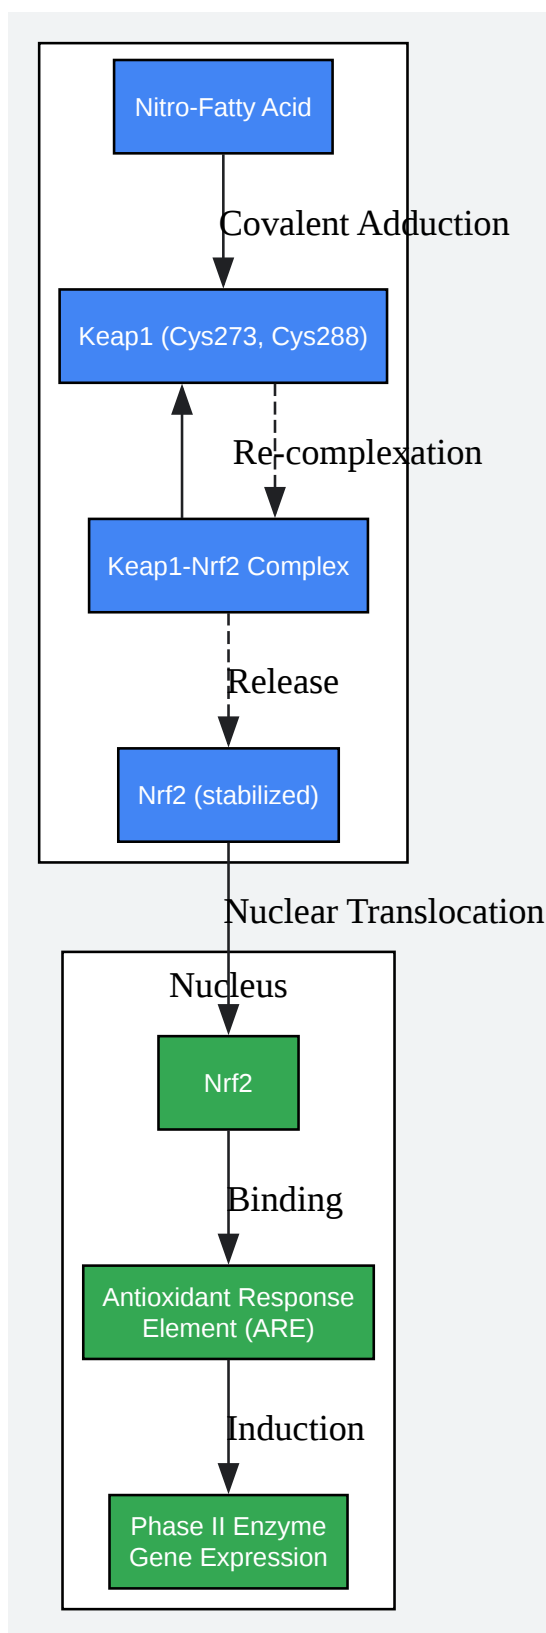 Nitro-Fatty Acid
Covalent Adduction
Keap1 (Cys273, Cys288)
Re-complexation
Keap1-Nrf2 Complex
Release
Nrf2 (stabilized)
Nuclear Translocation
Nucleus
Nrf2
Binding
Antioxidant Response
Element (ARE)
Induction
Phase II Enzyme
Gene Expression